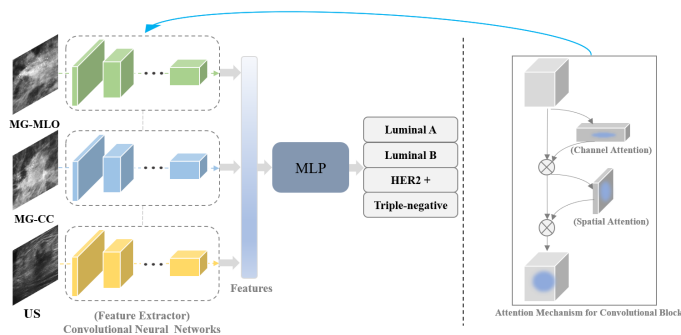 MG-MLO
MG-CC
US
(Feature Extractor)
Convolutional Neural Networks
Features
MLP
Luminal A
Luminal B
HER2 +
Triple-negative
(Channel Attention)
(Spatial Attention)
Attention Mechanism for Convolutional Block